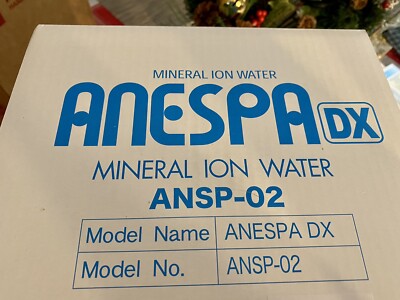 MINERAL ION WATER
ANESPA DX
MINERAL ION WATER
ANSP-02
Model Name ANESPA DX
Model No. ANSP-02